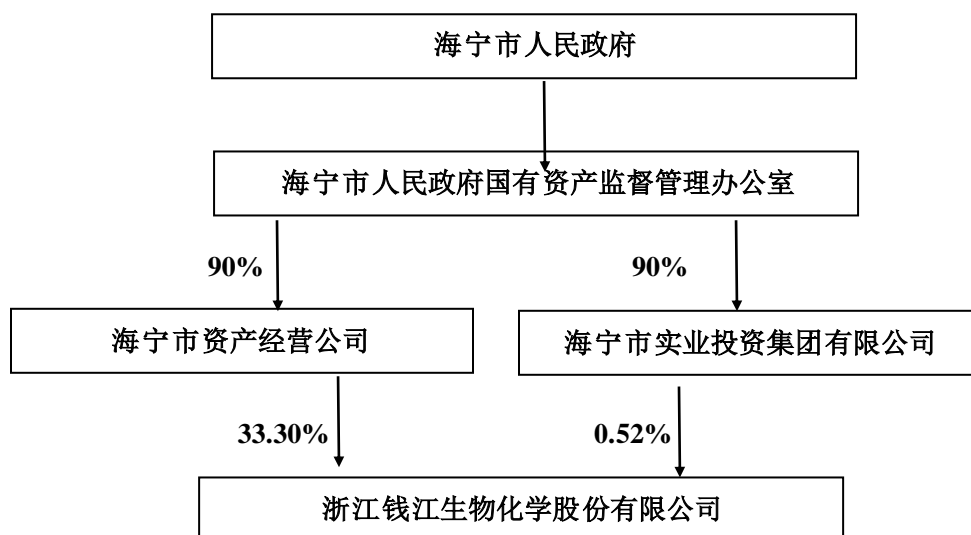 海宁市人民政府
海宁市人民政府国有资产监督管理办公室
90%
90%
海宁市资产经营公司
海宁市实业投资集团有限公司
33.30%
0.52%
浙江钱江生物化学股份有限公司